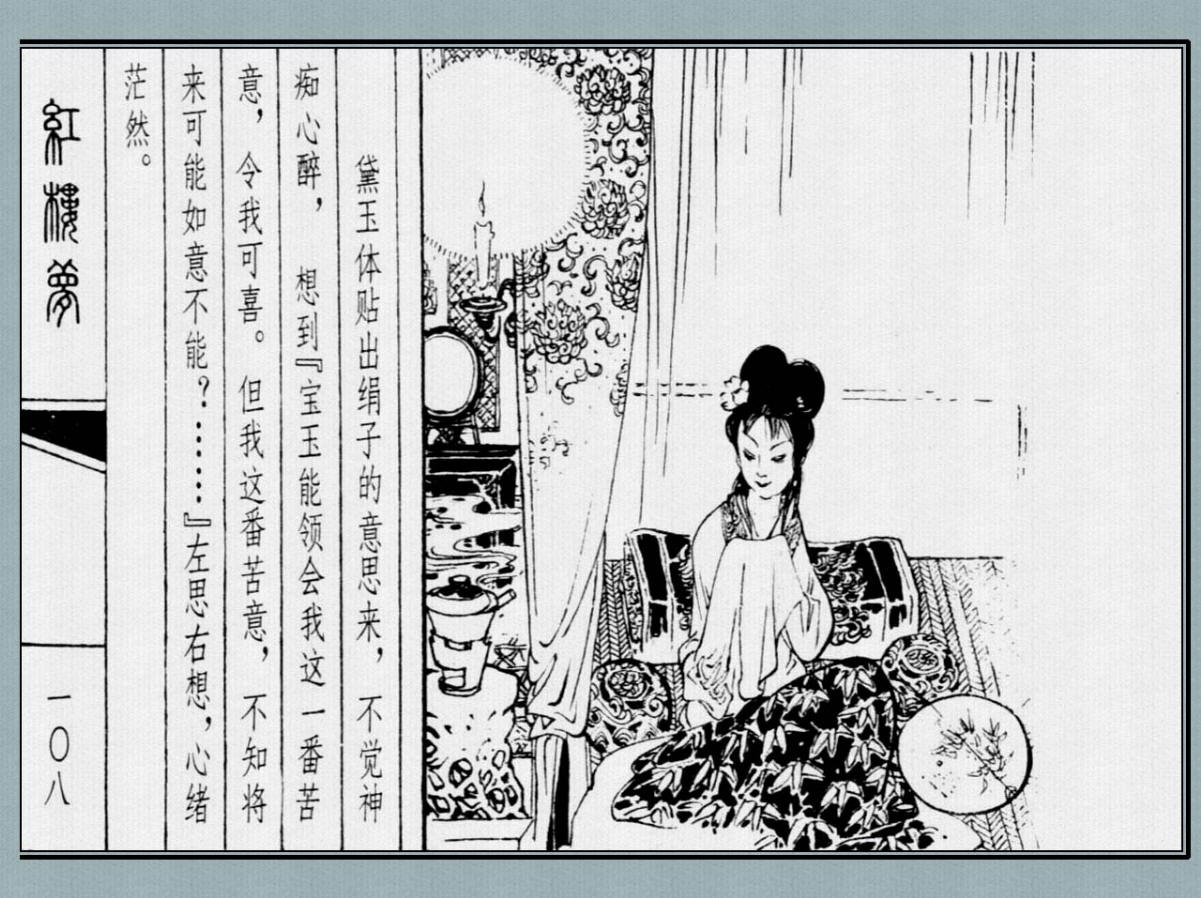 黛玉体贴出绢子的意思来，不觉神
痴心醉，想到『宝玉能领会我这一番苦
意，令我可喜。但我这番苦意，不知将
来可能如意不能？……』左思右想，心绪
茫然。
紅樓夢
一〇八